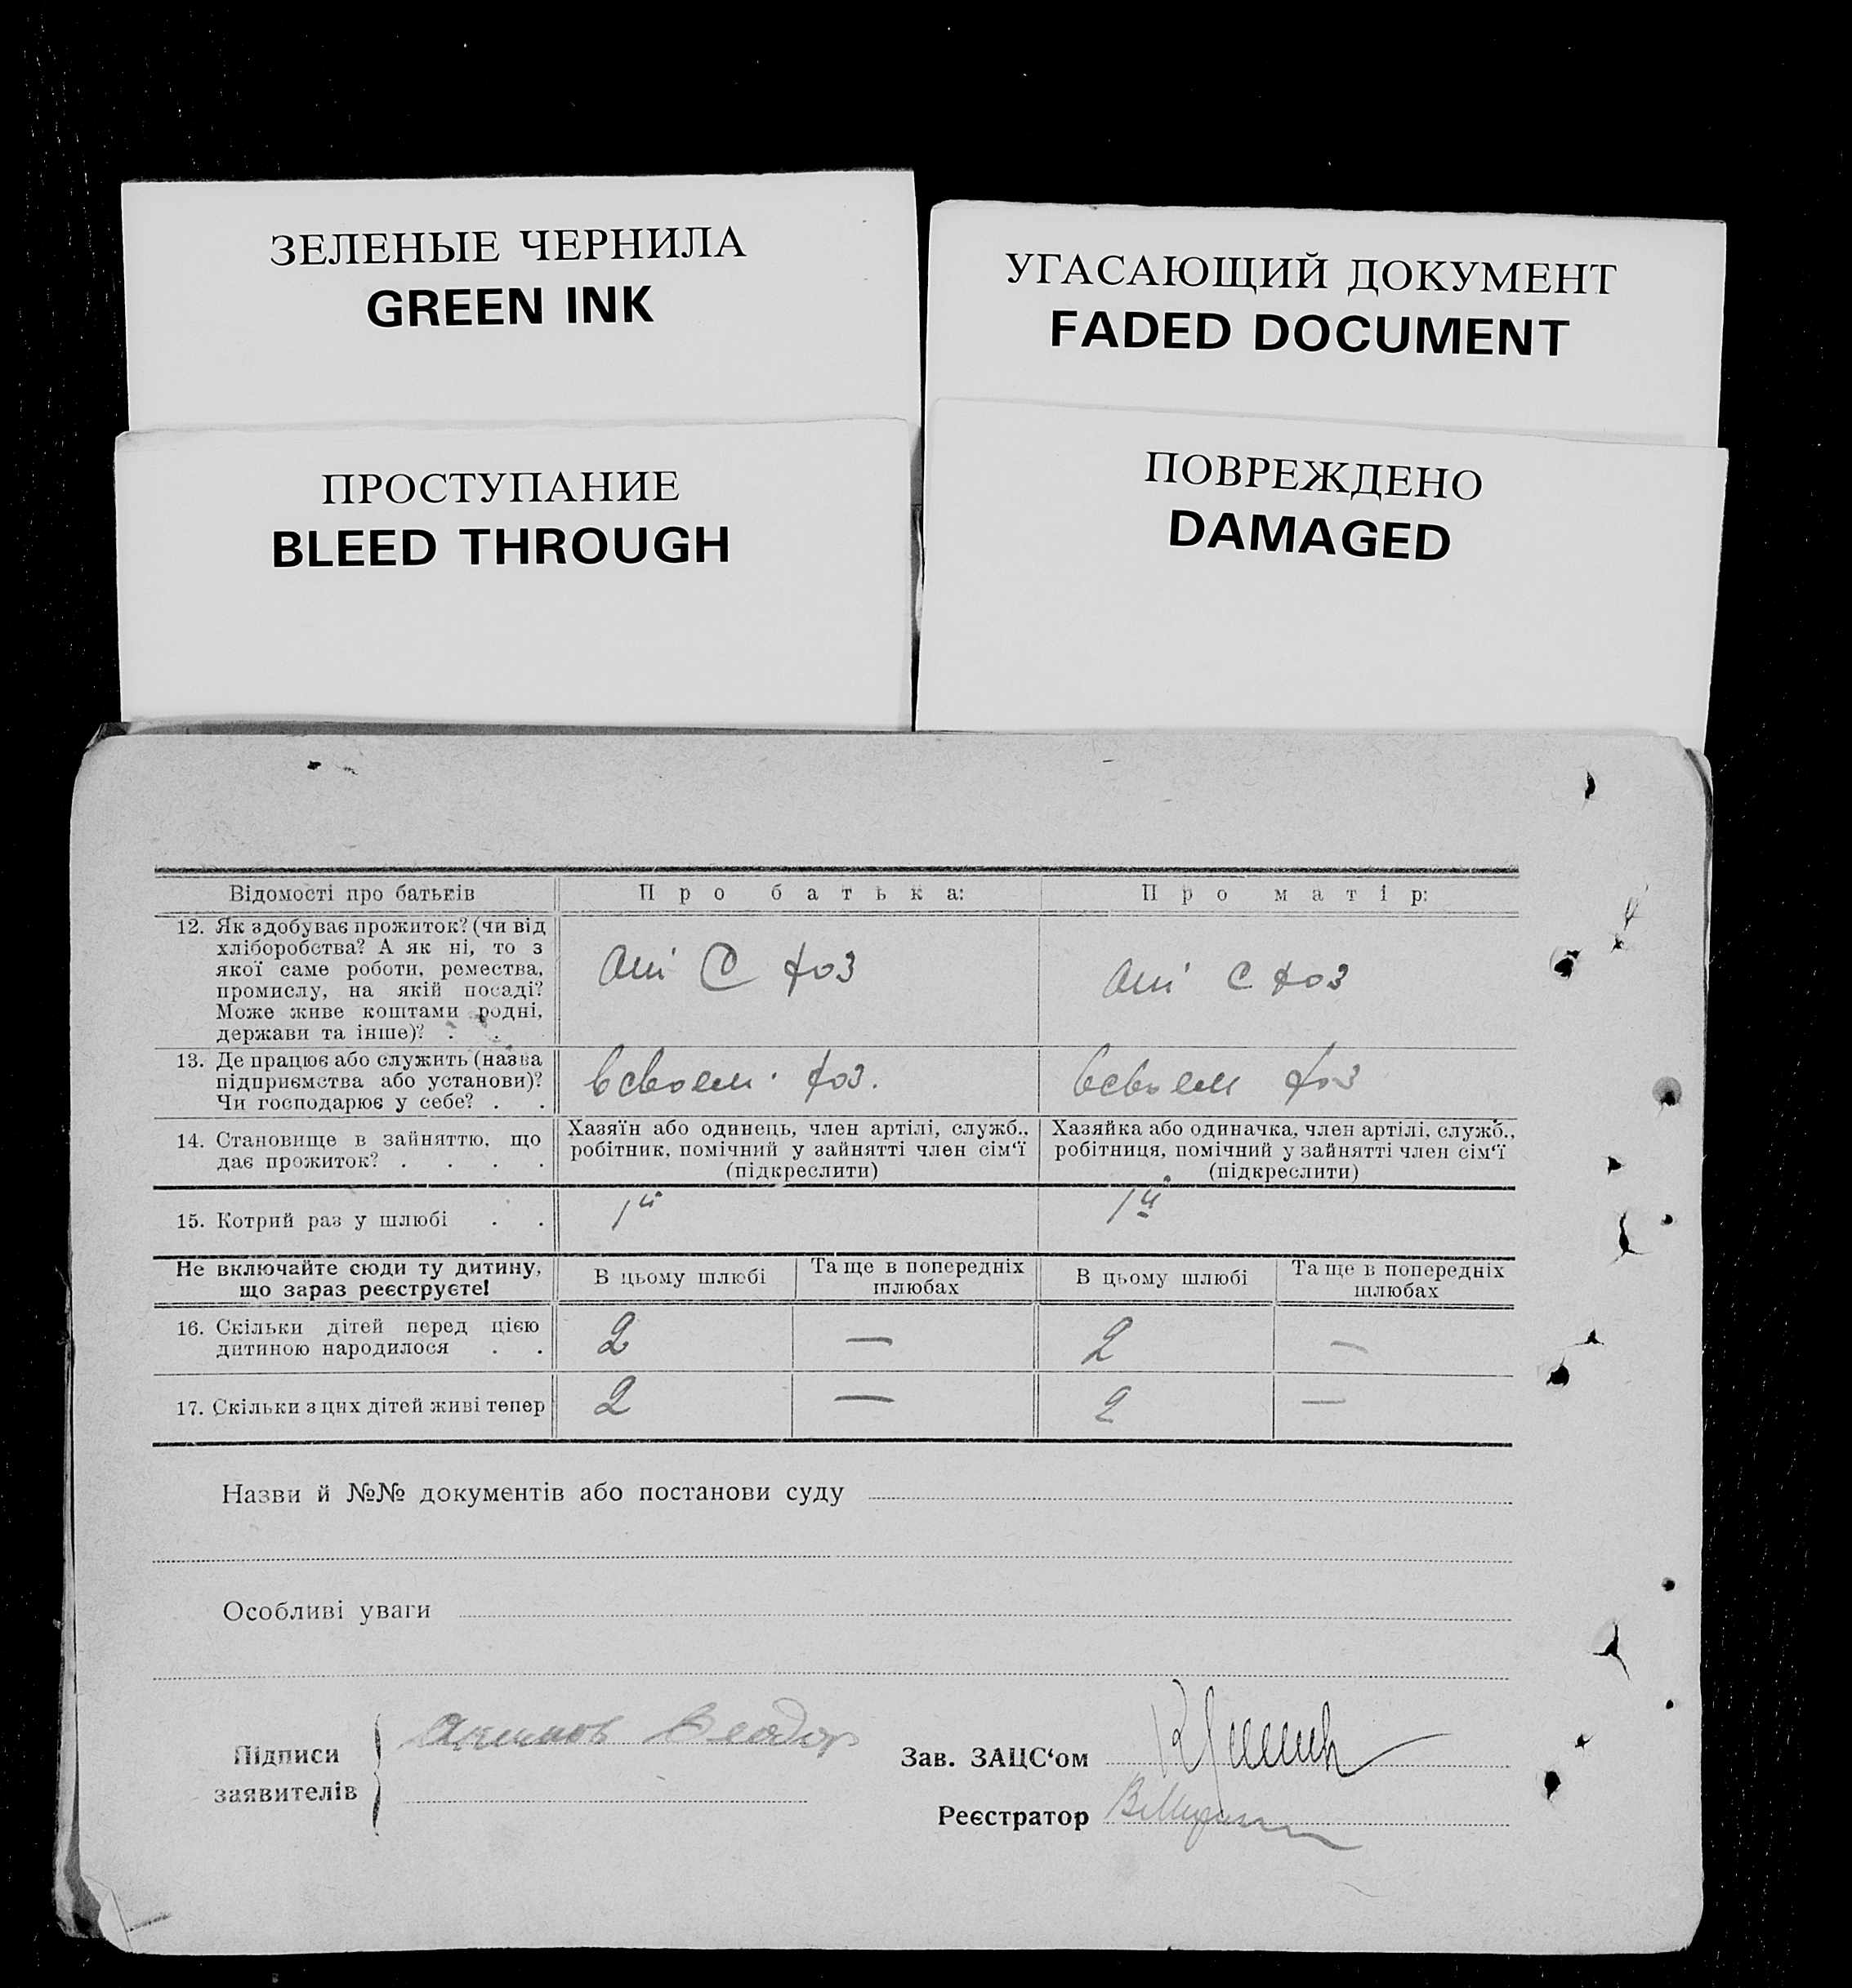 ЗЕЛЕНЫЕ ЧЕРНИЛА
GREEN INK
УГАСАЮЩИЙ ДОКУМЕНТ
FADED DOCUMENT
ПРОСТУПАНИЕ
BLEED THROUGH
ПОВРЕЖДЕНО
DAMAGED
Відомості про батьків
Про батька:
Про матір:
12. Як здобуває прожиток? (чи від
хліборобства? А як ні, то з
якої саме роботи, ремества,
промислу, на якій посаді?
Може живе коштами родні,
держави та інше)? . .
13. Де працює або служить (назва
підприємства або установи)?
Чи господарює у себе? . .
14. Становище в зайняттю, що
дає прожиток? . . . .
Хазяїн або одинець, член артілі, служб.,
робітник, помічний у зайнятті член сім'ї
(підкреслити)
Хазяйка або одиначка, член артілі, служб.,
робітниця, помічний у зайнятті член сім'ї
(підкреслити)
15. Котрий раз у шлюбі . .
1й
1й
Не включайте сюди ту дитину,
що зараз реєструєте!
В цьому шлюбі
Та ще в попередніх
шлюбах
В цьому шлюбі
Та ще в попередніх
шлюбах
16. Скільки дітей перед цією
дитиною народилося . .
2 — 2 —
17. Скільки з цих дітей живі тепер
2 — 2 —
Назви й №№ документів або постанови суду
Особливі уваги
Підписи
заявителів
Зав. ЗАЦС'ом
Реєстратор